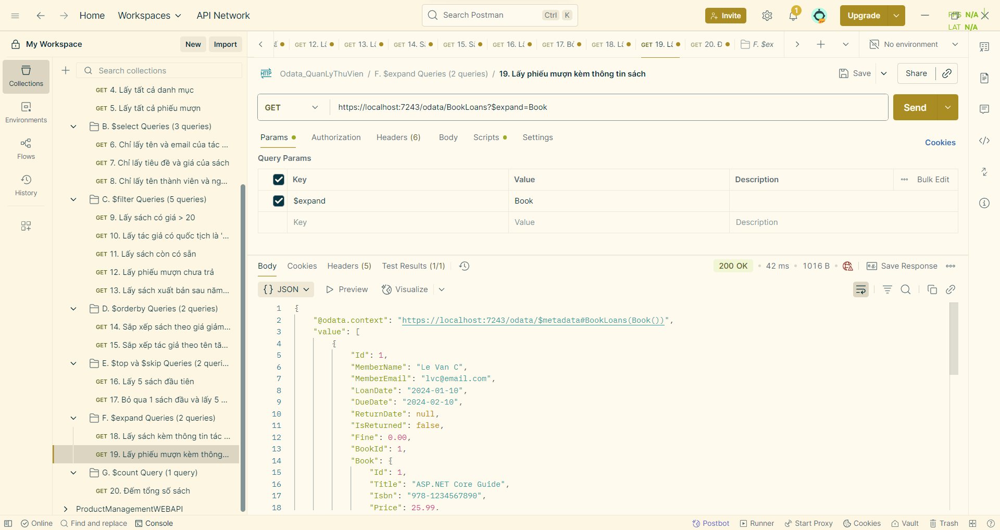 Home Workspaces API Network Search Postman Ctrl K Invite 1 Upgrade FPS N/A
LAT N/A
My Workspace New Import
GET 12. Lấ GET 13. Lấ GET 14. Sắ GET 15. Sắ GET 16. Lấ GET 17. Bỏ GET 18. Lấ GET 19. Lấ GET 20. Đ F. $ex No environment
Collections
Environments
Flows
History
Search collections
GET 4. Lấy tất cả danh mục
GET 5. Lấy tất cả phiếu mượn
B. $select Queries (3 queries)
GET 6. Chỉ lấy tên và email của tác ...
GET 7. Chỉ lấy tiêu đề và giá của sách
GET 8. Chỉ lấy tên thành viên và ng...
C. $filter Queries (5 queries)
GET 9. Lấy sách có giá > 20
GET 10. Lấy tác giả có quốc tịch là '...
GET 11. Lấy sách còn có sẵn
GET 12. Lấy phiếu mượn chưa trả
GET 13. Lấy sách xuất bản sau năm...
D. $orderby Queries (2 queries)
GET 14. Sắp xếp sách theo giá giảm...
GET 15. Sắp xếp tác giả theo tên tă...
E. $top và $skip Queries (2 queri...
GET 16. Lấy 5 sách đầu tiên
GET 17. Bỏ qua 1 sách đầu và lấy 5 ...
F. $expand Queries (2 queries)
GET 18. Lấy sách kèm thông tin tác ...
GET 19. Lấy phiếu mượn kèm thông...
G. $count Query (1 query)
GET 20. Đếm tổng số sách
ProductManagementWEBAPI
HTTP Odata_QuanLyThuVien / F. $expand Queries (2 queries) / 19. Lấy phiếu mượn kèm thông tin sách Save Share
GET https://localhost:7243/odata/BookLoans?$expand=Book Send
Params Authorization Headers (6) Body Scripts Settings Cookies
Query Params
Key Value Description Bulk Edit
$expand Book
Key Value Description
Body Cookies Headers (5) Test Results (1/1) 200 OK 42 ms 1016 B e.g. Save Response
{} JSON Preview Visualize
1 {
2 "@odata.context": "https://localhost:7243/odata/$metadata#BookLoans(Book())",
3 "value": [
4 {
5 "Id": 1,
6 "MemberName": "Le Van C",
7 "MemberEmail": "lvc@email.com",
8 "LoanDate": "2024-01-10",
9 "DueDate": "2024-02-10",
10 "ReturnDate": null,
11 "IsReturned": false,
12 "Fine": 0.00,
13 "BookId": 1,
14 "Book": {
15 "Id": 1,
16 "Title": "ASP.NET Core Guide",
17 "Isbn": "978-1234567890",
18 "Price": 25.99,
Online Find and replace Console Postbot Runner Start Proxy Cookies Vault Trash